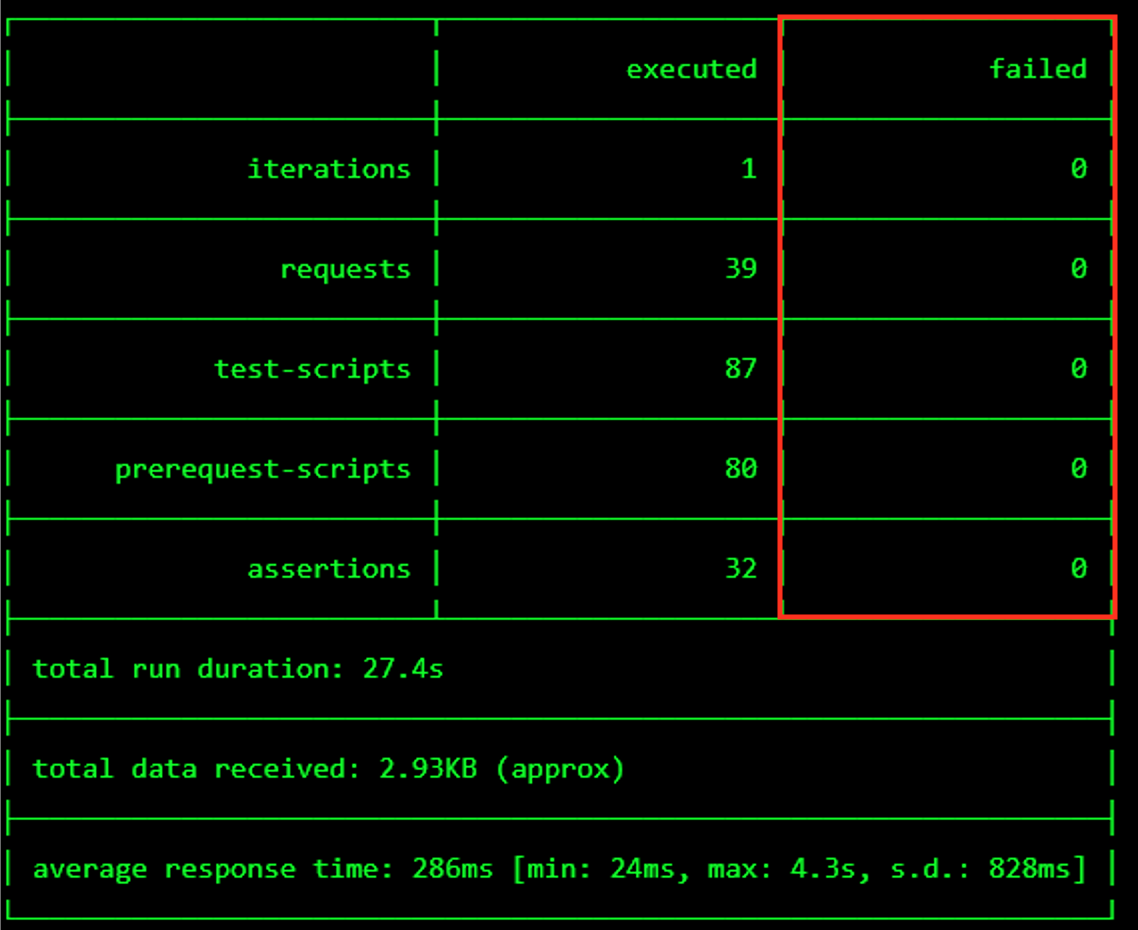 executed failed
iterations 1 0
requests 39 0
test-scripts 87 0
prerequest-scripts 80 0
assertions 32 0
total run duration: 27.4s
total data received: 2.93KB (approx)
average response time: 286ms [min: 24ms, max: 4.3s, s.d.: 828ms]